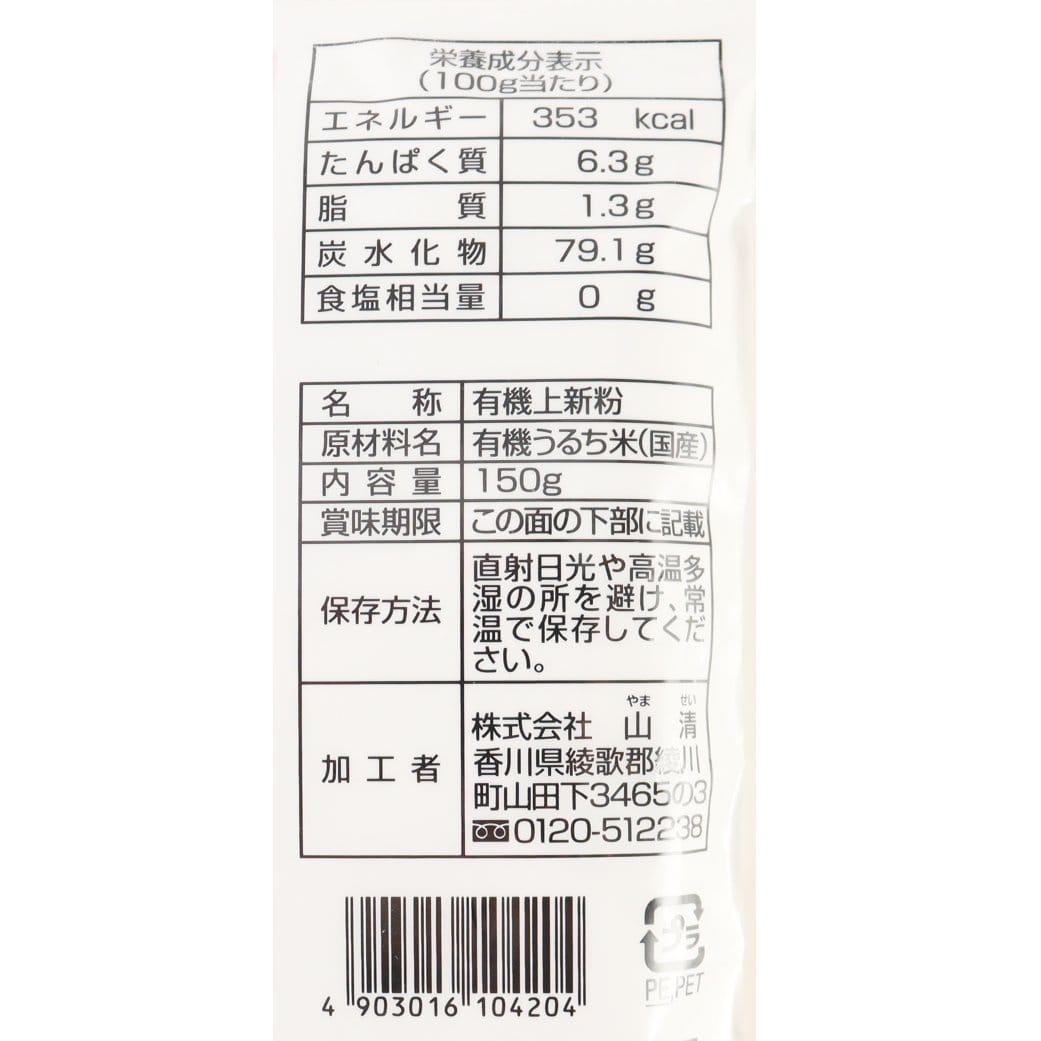 栄養成分表示
(100g当たり)
エネルギー 353 kcal
たんぱく質 6.3g
脂質 1.3g
炭水化物 79.1g
食塩相当量 0 g
名称 有機上新粉
原材料名 有機うるち米(国産)
内容量 150g
賞味期限 この面の下部に記載
保存方法 直射日光や高温多
湿の所を避け、常
温で保存してくだ
さい。
やま せい
加工者 株式会社 山清
香川県綾歌郡綾川
町山田下3465の3
0120-512238
プラ
PE,PET
4 903016 104204